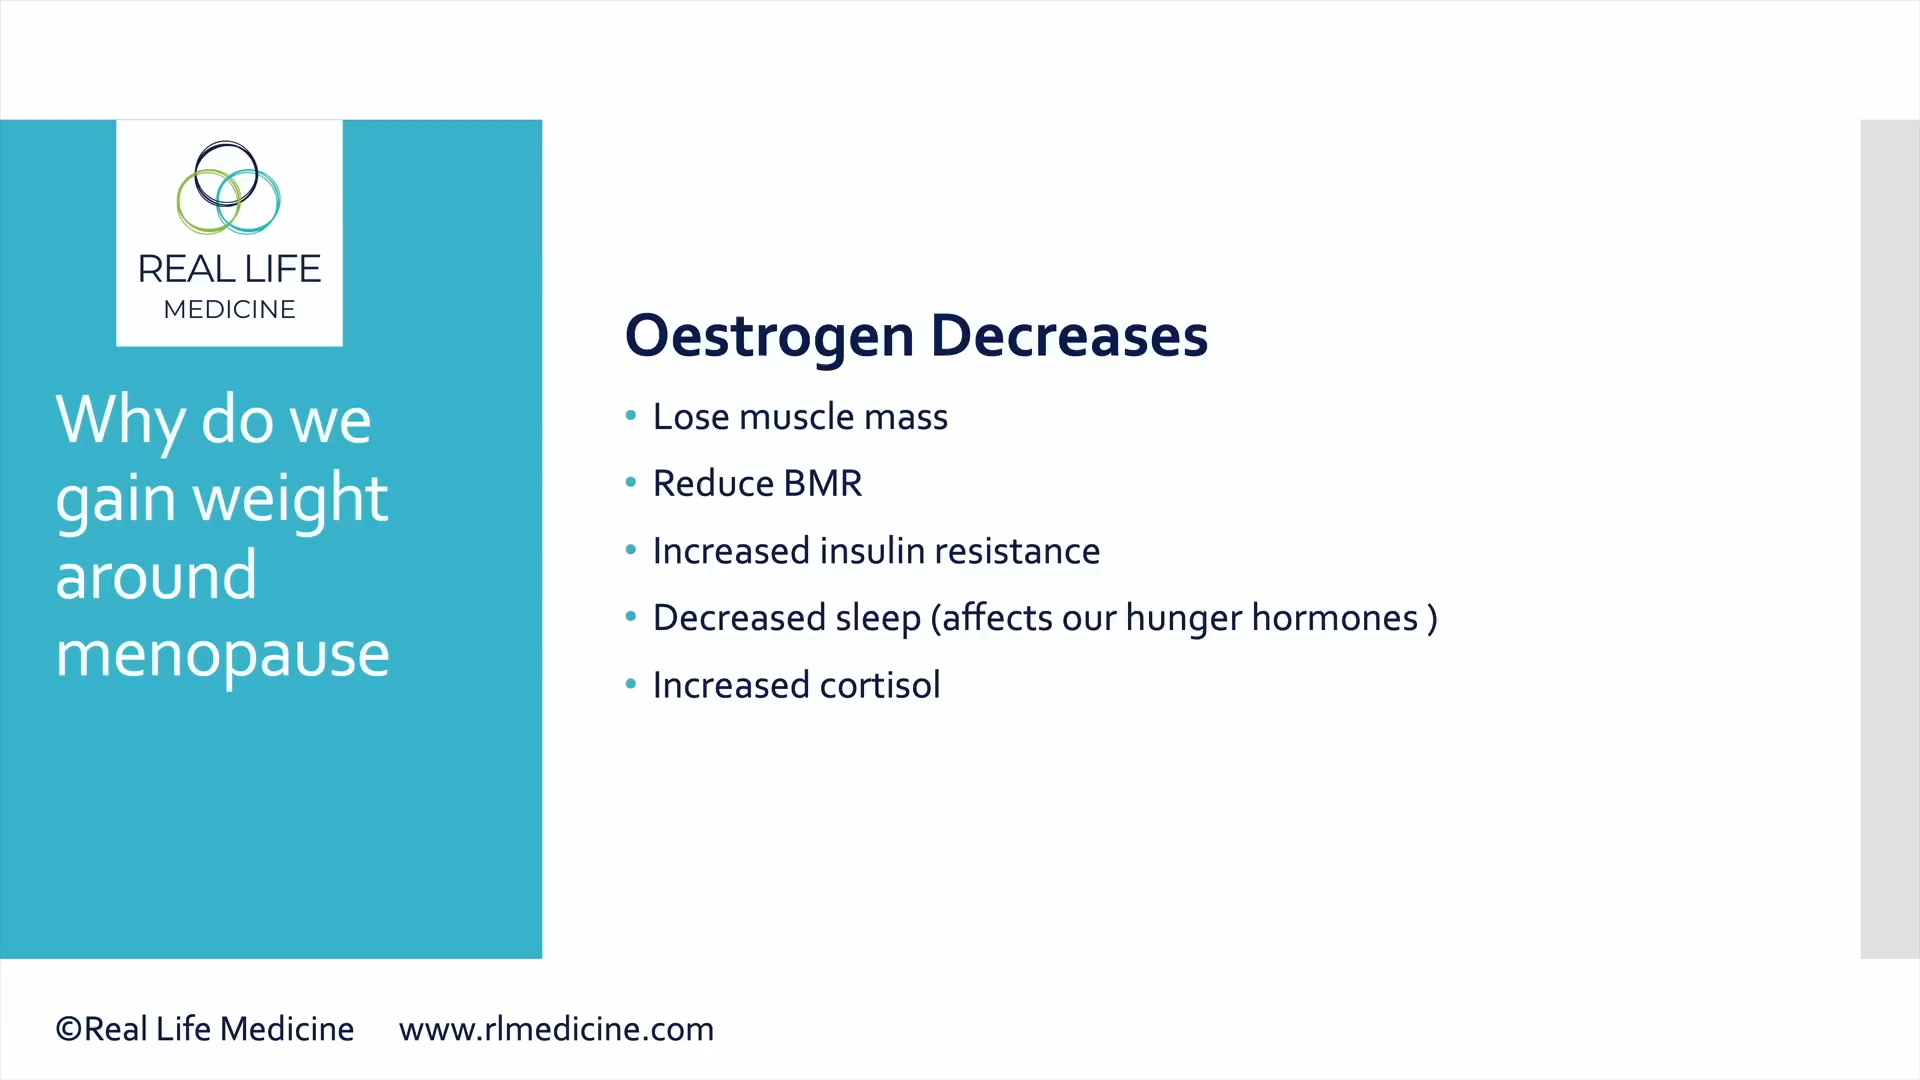 REAL LIFE
MEDICINE
Why do we
gain weight
around
menopause
Oestrogen Decreases
• Lose muscle mass
• Reduce BMR
• Increased insulin resistance
• Decreased sleep (affects our hunger hormones )
• Increased cortisol
©Real Life Medicine www.rlmedicine.com